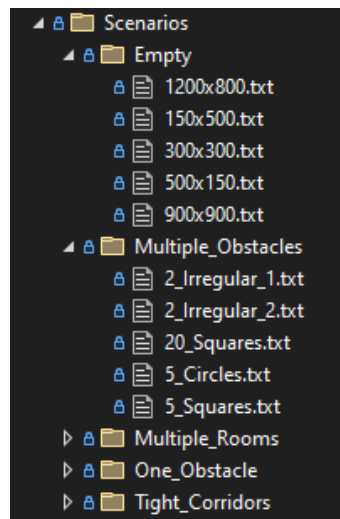 Scenarios
Empty
1200x800.txt
150x500.txt
300x300.txt
500x150.txt
900x900.txt
Multiple_Obstacles
2_Irregular_1.txt
2_Irregular_2.txt
20_Squares.txt
5_Circles.txt
5_Squares.txt
Multiple_Rooms
One_Obstacle
Tight_Corridors